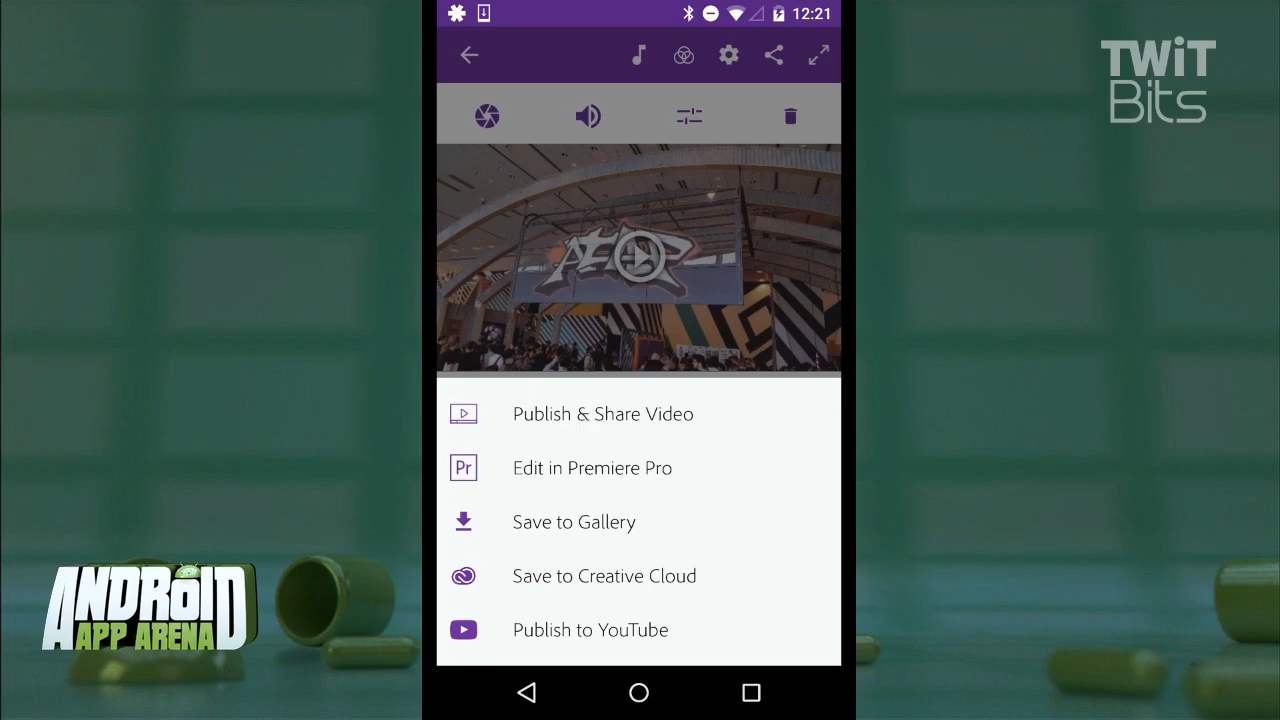 12:21
TWiT
Bits
Publish & Share Video
Pr
Edit in Premiere Pro
Save to Gallery
Save to Creative Cloud
Publish to YouTube
ANDROID
APP ARENA